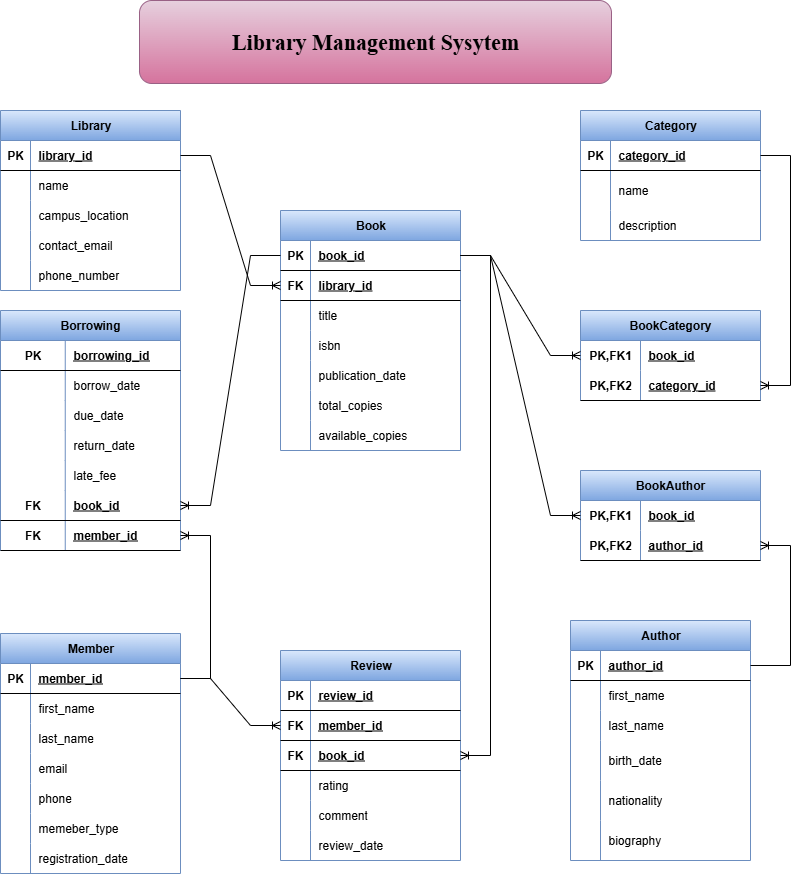 Library Management Sysytem
Library
PK library_id
name
campus_location
contact_email
phone_number
Category
PK category_id
name
description
Book
PK book_id
FK library_id
title
isbn
publication_date
total_copies
available_copies
Borrowing
PK borrowing_id
borrow_date
due_date
return_date
late_fee
FK book_id
FK member_id
BookCategory
PK,FK1 book_id
PK,FK2 category_id
BookAuthor
PK,FK1 book_id
PK,FK2 author_id
Member
PK member_id
first_name
last_name
email
phone
memeber_type
registration_date
Review
PK review_id
FK member_id
FK book_id
rating
comment
review_date
Author
PK author_id
first_name
last_name
birth_date
nationality
biography